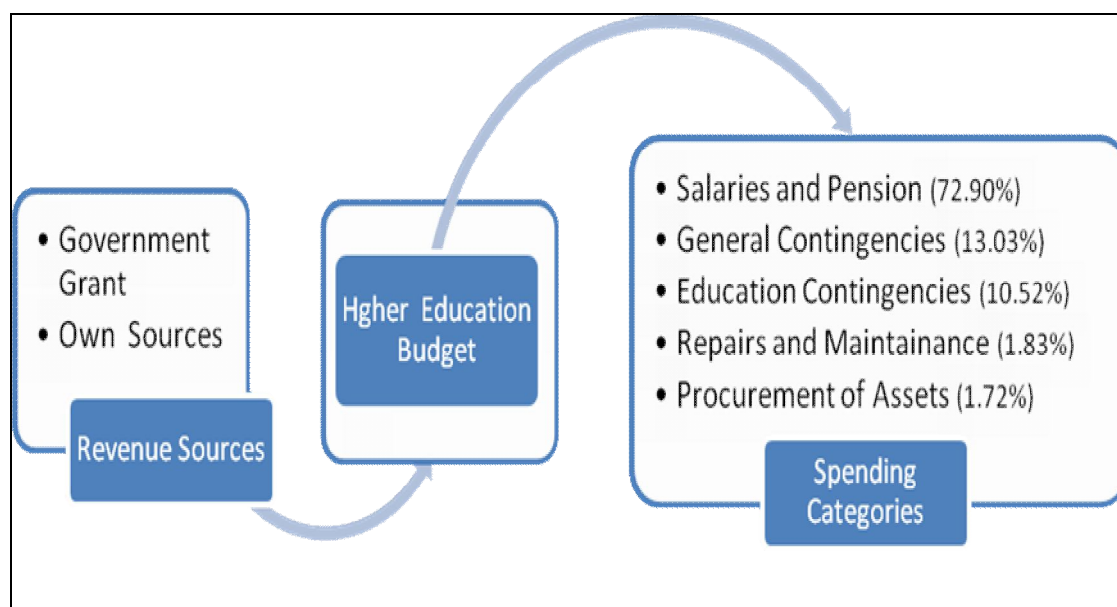 • Government
Grant
• Own Sources
Revenue Sources
Hgher Education
Budget
• Salaries and Pension (72.90%)
• General Contingencies (13.03%)
• Education Contingencies (10.52%)
• Repairs and Maintainance (1.83%)
• Procurement of Assets (1.72%)
Spending
Categories